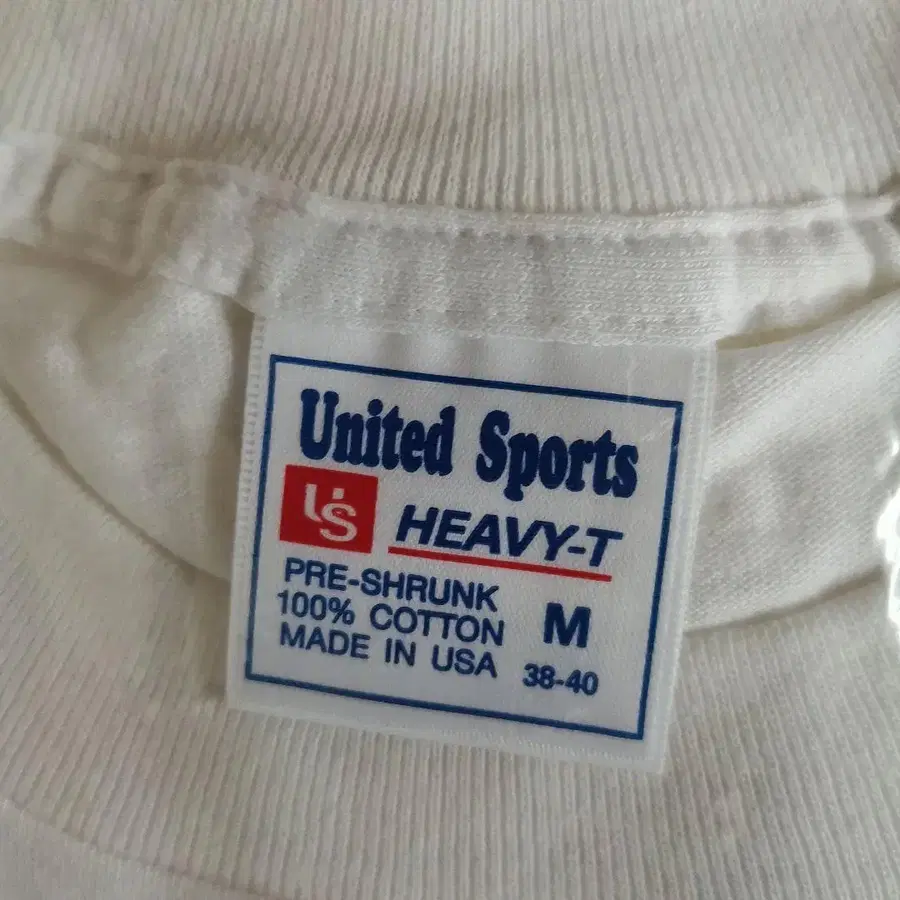 United Sports
US HEAVY-T
PRE-SHRUNK
100% COTTON M
MADE IN USA 38-40